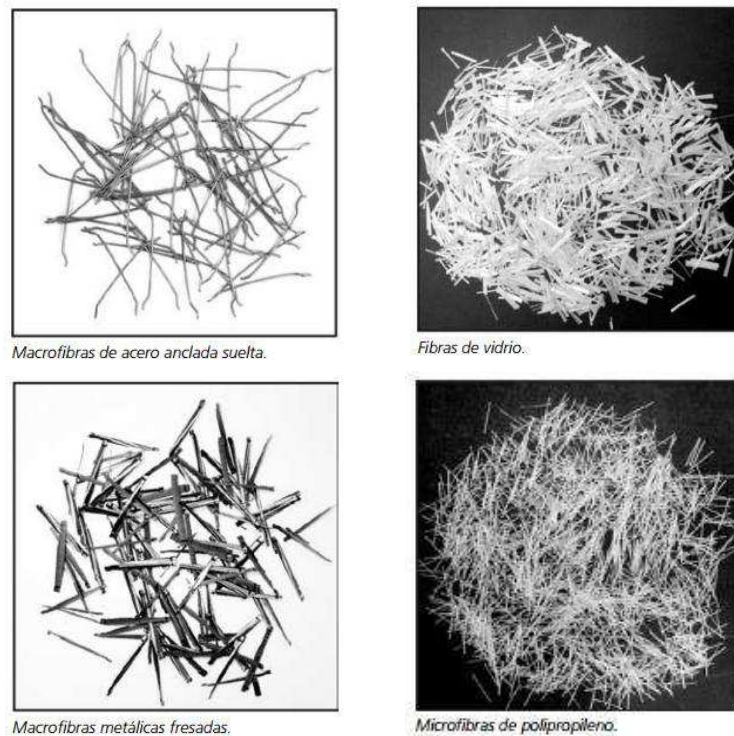 Macrofibras de acero anclada suelta.
Fibras de vidrio.
Macrofibras metálicas fresadas.
Microfibras de polipropileno.